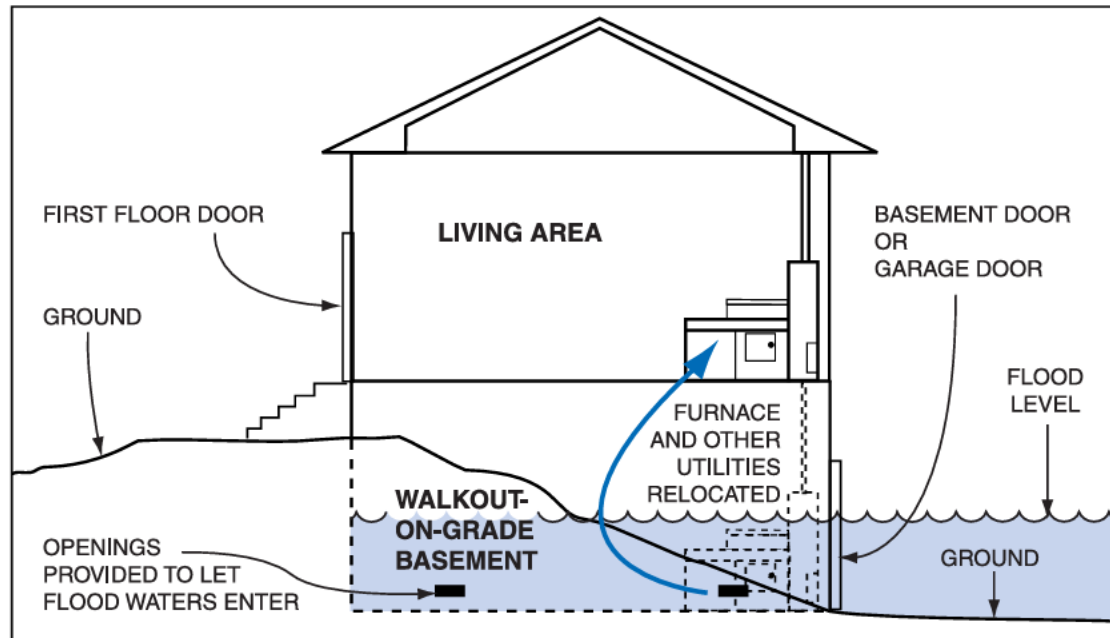 FIRST FLOOR DOOR
LIVING AREA
BASEMENT DOOR
OR
GARAGE DOOR
GROUND
FLOOD
LEVEL
FURNACE
AND OTHER
UTILITIES
RELOCATED
WALKOUT-
ON-GRADE
BASEMENT
OPENINGS
PROVIDED TO LET
FLOOD WATERS ENTER
GROUND